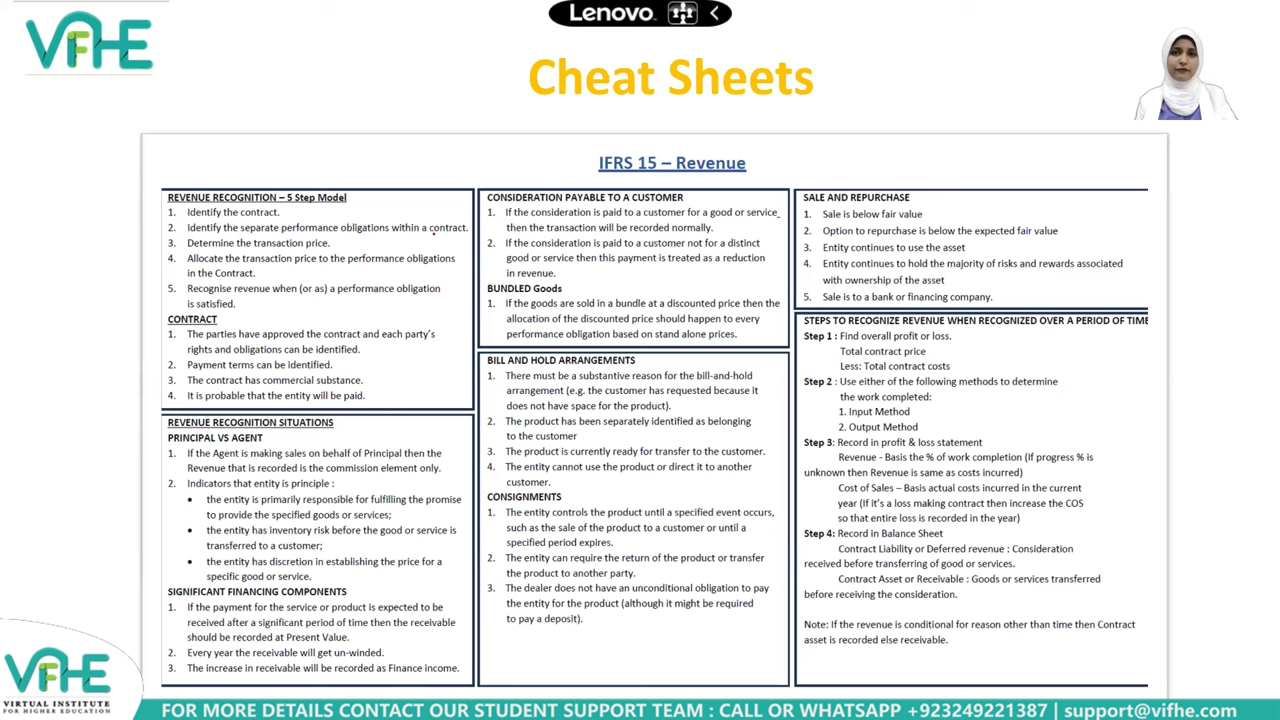 VIFHE
Lenovo
Cheat Sheets
IFRS 15 – Revenue
REVENUE RECOGNITION – 5 Step Model
1. Identify the contract.
2. Identify the separate performance obligations within a contract.
3. Determine the transaction price.
4. Allocate the transaction price to the performance obligations
in the Contract.
5. Recognise revenue when (or as) a performance obligation
is satisfied.
CONTRACT
1. The parties have approved the contract and each party's
rights and obligations can be identified.
2. Payment terms can be identified.
3. The contract has commercial substance.
4. It is probable that the entity will be paid.
REVENUE RECOGNITION SITUATIONS
PRINCIPAL VS AGENT
1. If the Agent is making sales on behalf of Principal then the
Revenue that is recorded is the commission element only.
2. Indicators that entity is principle :
• the entity is primarily responsible for fulfilling the promise
to provide the specified goods or services;
• the entity has inventory risk before the good or service is
transferred to a customer;
• the entity has discretion in establishing the price for a
specific good or service.
SIGNIFICANT FINANCING COMPONENTS
1. If the payment for the service or product is expected to be
received after a significant period of time then the receivable
should be recorded at Present Value.
2. Every year the receivable will get un-winded.
3. The increase in receivable will be recorded as Finance income.
CONSIDERATION PAYABLE TO A CUSTOMER
1. If the consideration is paid to a customer for a good or service
then the transaction will be recorded normally.
2. If the consideration is paid to a customer not for a distinct
good or service then this payment is treated as a reduction
in revenue.
BUNDLED Goods
1. If the goods are sold in a bundle at a discounted price then the
allocation of the discounted price should happen to every
performance obligation based on stand alone prices.
BILL AND HOLD ARRANGEMENTS
1. There must be a substantive reason for the bill-and-hold
arrangement (e.g. the customer has requested because it
does not have space for the product).
2. The product has been separately identified as belonging
to the customer
3. The product is currently ready for transfer to the customer.
4. The entity cannot use the product or direct it to another
customer.
CONSIGNMENTS
1. The entity controls the product until a specified event occurs,
such as the sale of the product to a customer or until a
specified period expires.
2. The entity can require the return of the product or transfer
the product to another party.
3. The dealer does not have an unconditional obligation to pay
the entity for the product (although it might be required
to pay a deposit).
SALE AND REPURCHASE
1. Sale is below fair value
2. Option to repurchase is below the expected fair value
3. Entity continues to use the asset
4. Entity continues to hold the majority of risks and rewards associated
with ownership of the asset
5. Sale is to a bank or financing company.
STEPS TO RECOGNIZE REVENUE WHEN RECOGNIZED OVER A PERIOD OF TIME
Step 1 : Find overall profit or loss.
Total contract price
Less: Total contract costs
Step 2 : Use either of the following methods to determine
the work completed:
1. Input Method
2. Output Method
Step 3: Record in profit & loss statement
Revenue - Basis the % of work completion (If progress % is
unknown then Revenue is same as costs incurred)
Cost of Sales – Basis actual costs incurred in the current
year (If it's a loss making contract then increase the COS
so that entire loss is recorded in the year)
Step 4: Record in Balance Sheet
Contract Liability or Deferred revenue : Consideration
received before transferring of good or services.
Contract Asset or Receivable : Goods or services transferred
before receiving the consideration.
Note: If the revenue is conditional for reason other than time then Contract
asset is recorded else receivable.
VIFHE
VIRTUAL INSTITUTE
FOR HIGHER EDUCATION
FOR MORE DETAILS CONTACT OUR STUDENT SUPPORT TEAM : CALL OR WHATSAPP +923249221387 | support@vifhe.com